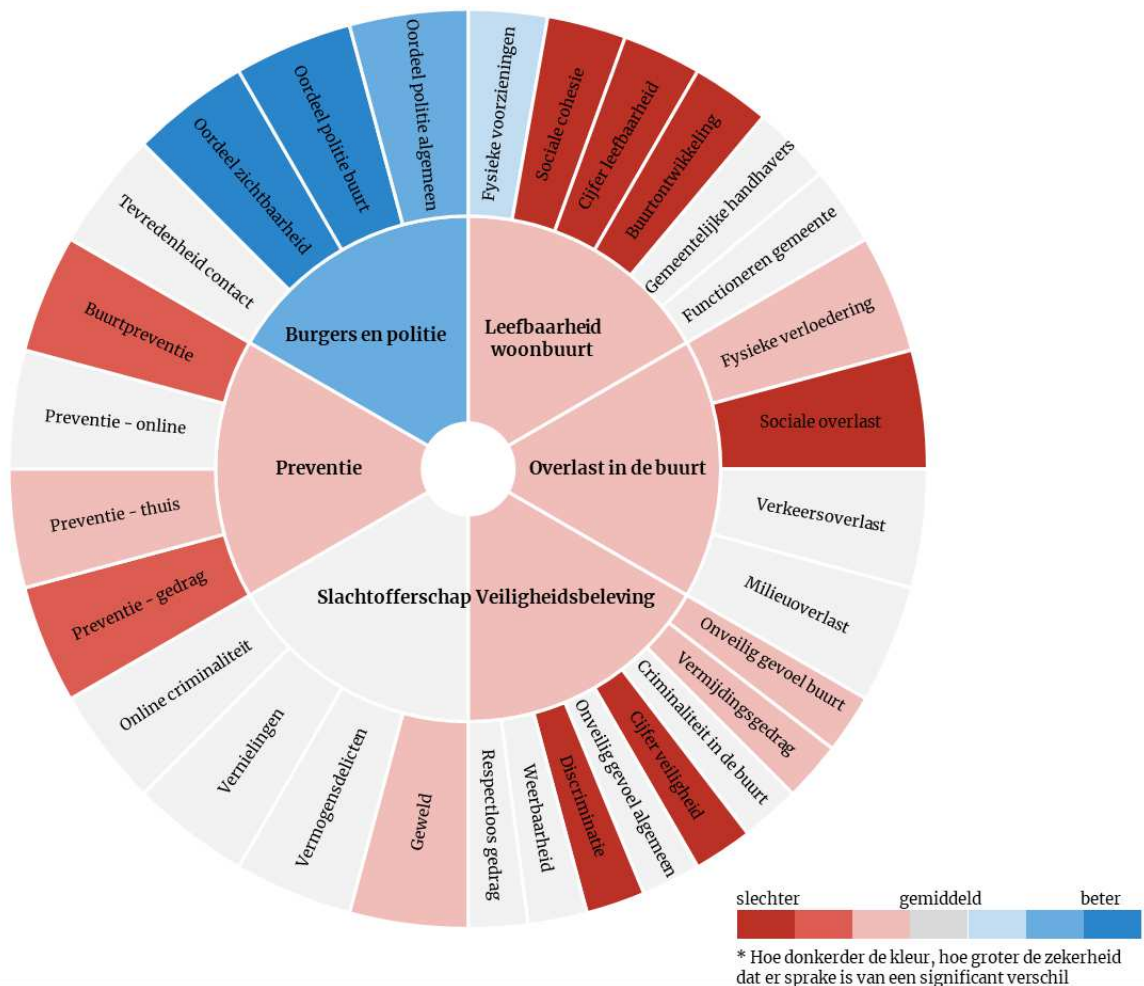 Fysieke voorzieningen
Sociale cohesie
Cijfer leefbaarheid
Buurtontwikkeling
Gemeentelijke handhavers
Functioneren gemeente
Fysieke verloedering
Sociale overlast
Verkeersoverlast
Milieuoverlast
Onveilig gevoel buurt
Vermijdingsgedrag
Criminaliteit in de buurt
Cijfer veiligheid
Onveilig gevoel algemeen
Discriminatie
Weerbaarheid
Respectloos gedrag
Geweld
Vermogensdelicten
Vernielingen
Online criminaliteit
Preventie - gedrag
Preventie - thuis
Preventie - online
Buurtpreventie
Tevredenheid contact
Oordeel zichtbaarheid
Oordeel politie buurt
Oordeel politie algemeen
Burgers en politie
Leefbaarheid
woonbuurt
Preventie
Overlast in de buurt
Slachtofferschap
Veiligheidsbeleving
slechter
gemiddeld
beter
* Hoe donkerder de kleur, hoe groter de zekerheid
dat er sprake is van een significant verschil